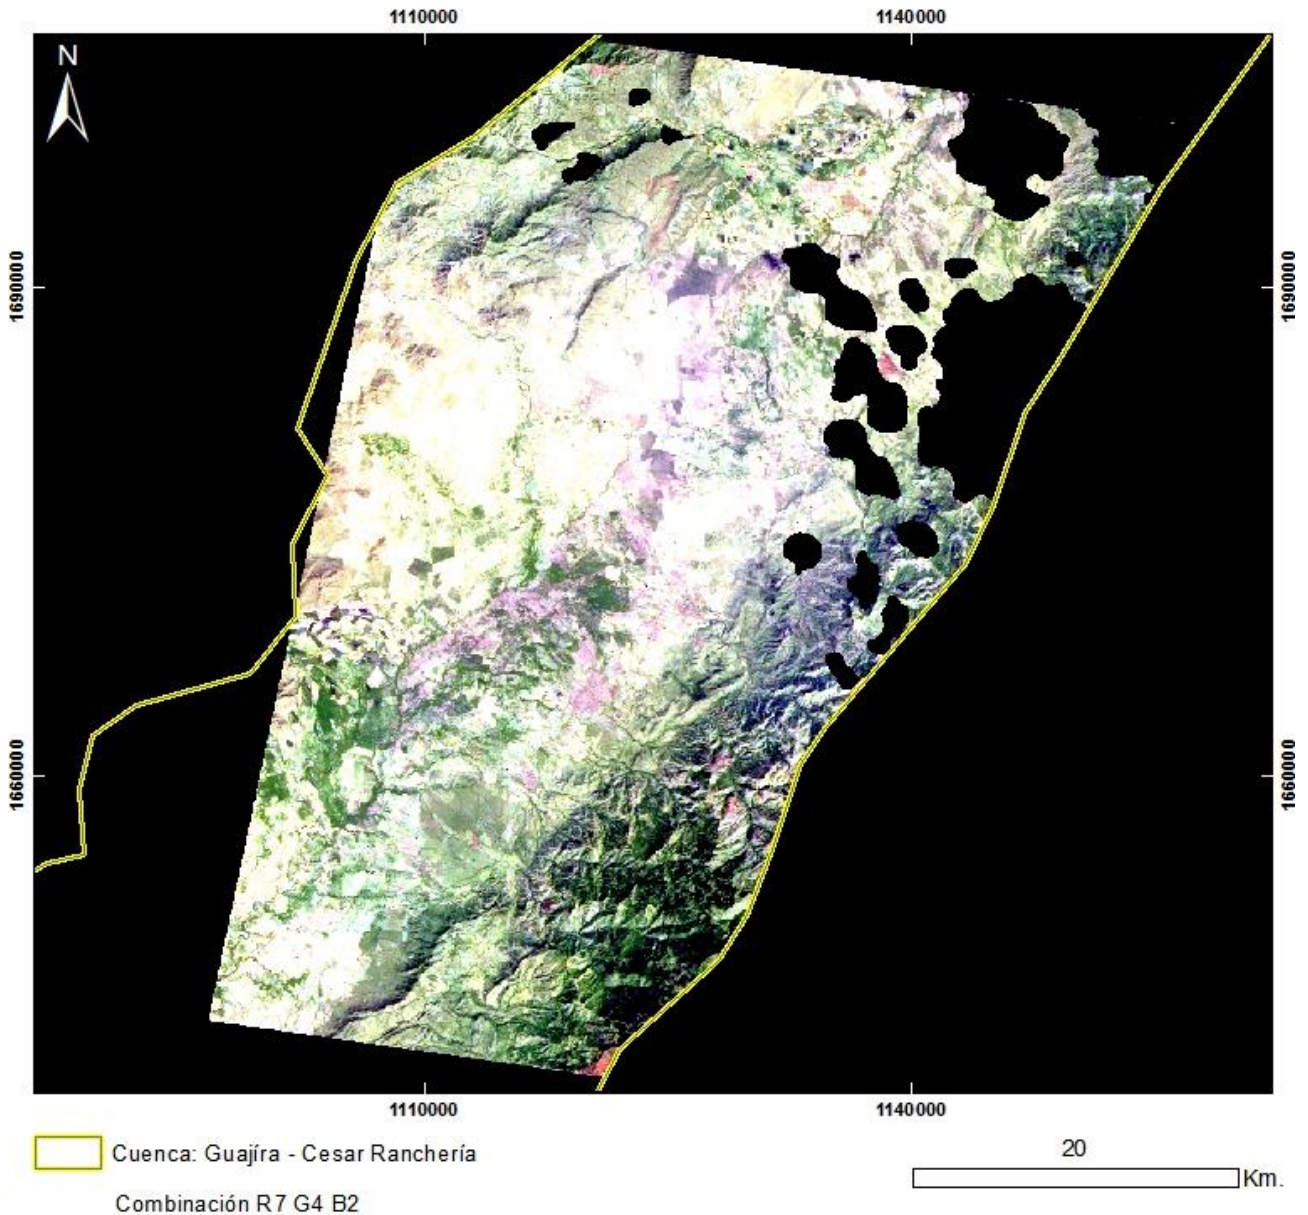 1110000 1140000
N
1690000 1690000
1660000 1660000
1110000 1140000
Cuenca: Guajíra - Cesar Ranchería
20
Km.
Combinación R7 G4 B2